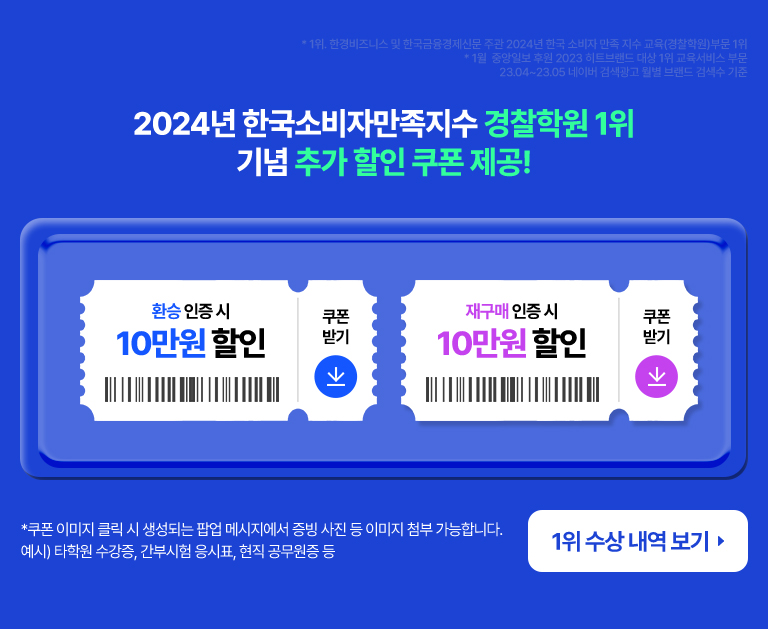 * 1위. 한경비즈니스 및 한국금융경제신문 주관 2024년 한국 소비자 만족 지수 교육(경찰학원)부문 1위
* 1월 중앙일보 후원 2023 히트브랜드 대상 1위 교육서비스 부문
23.04~23.05 네이버 검색광고 월별 브랜드 검색수 기준
2024년 한국소비자만족지수 경찰학원 1위
기념 추가 할인 쿠폰 제공!
환승 인증 시
10만원 할인
쿠폰
받기
재구매 인증 시
10만원 할인
쿠폰
받기
*쿠폰 이미지 클릭 시 생성되는 팝업 메시지에서 증빙 사진 등 이미지 첨부 가능합니다.
예시) 타학원 수강증, 간부시험 응시표, 현직 공무원증 등
1위 수상 내역 보기